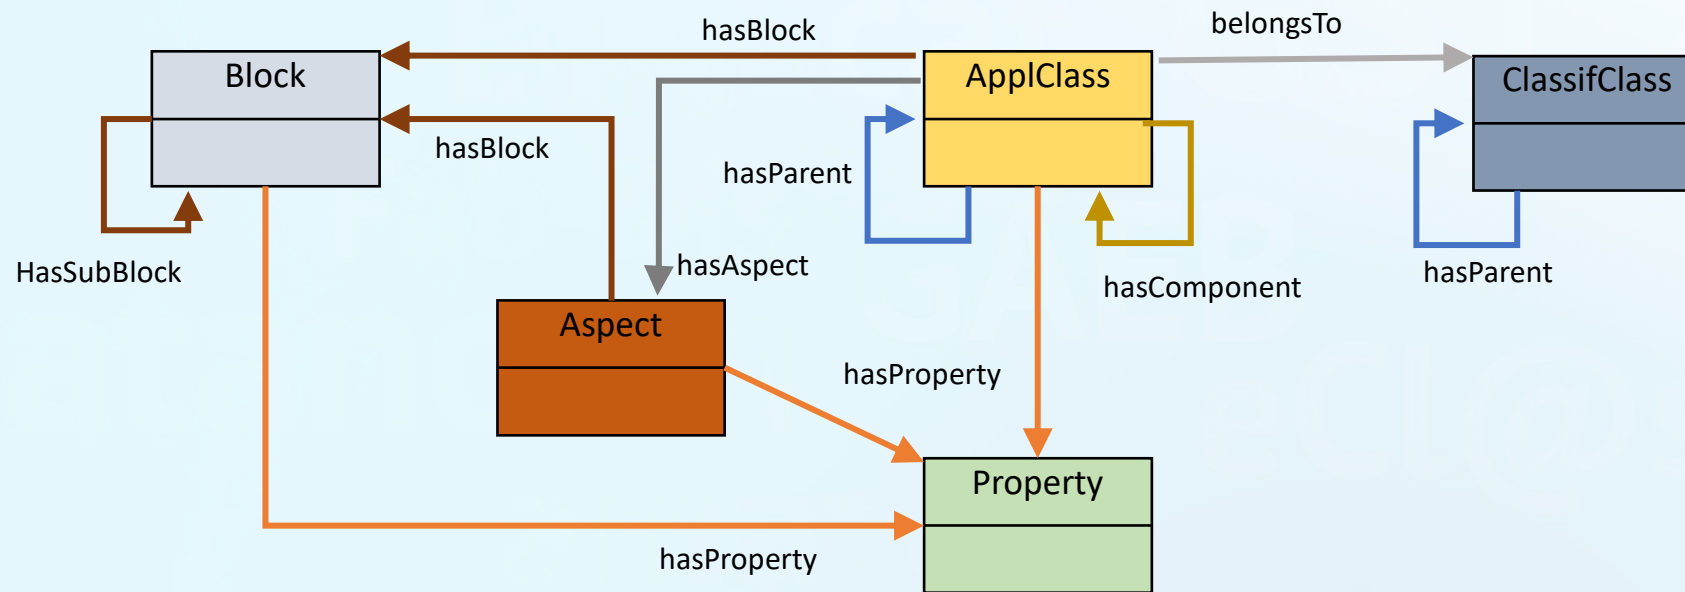 hasBlock
belongsTo
Block
ApplClass
ClassifClass
hasBlock
hasParent
HasSubBlock
hasAspect
hasComponent
hasParent
Aspect
hasProperty
Property
hasProperty